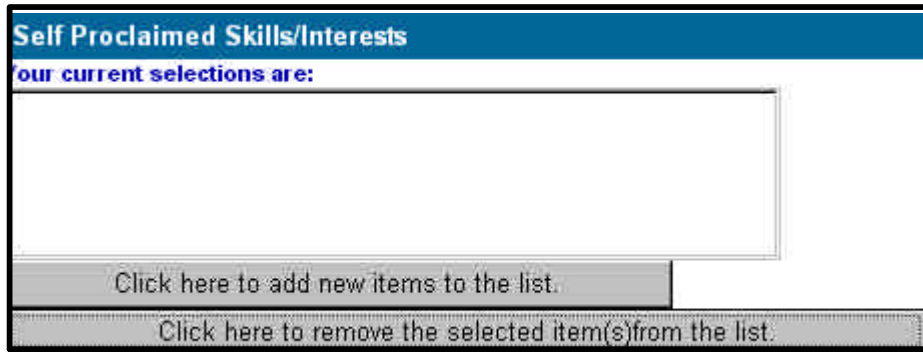 Self Proclaimed Skills/Interests
Your current selections are:
Click here to add new items to the list.
Click here to remove the selected item(s)from the list.